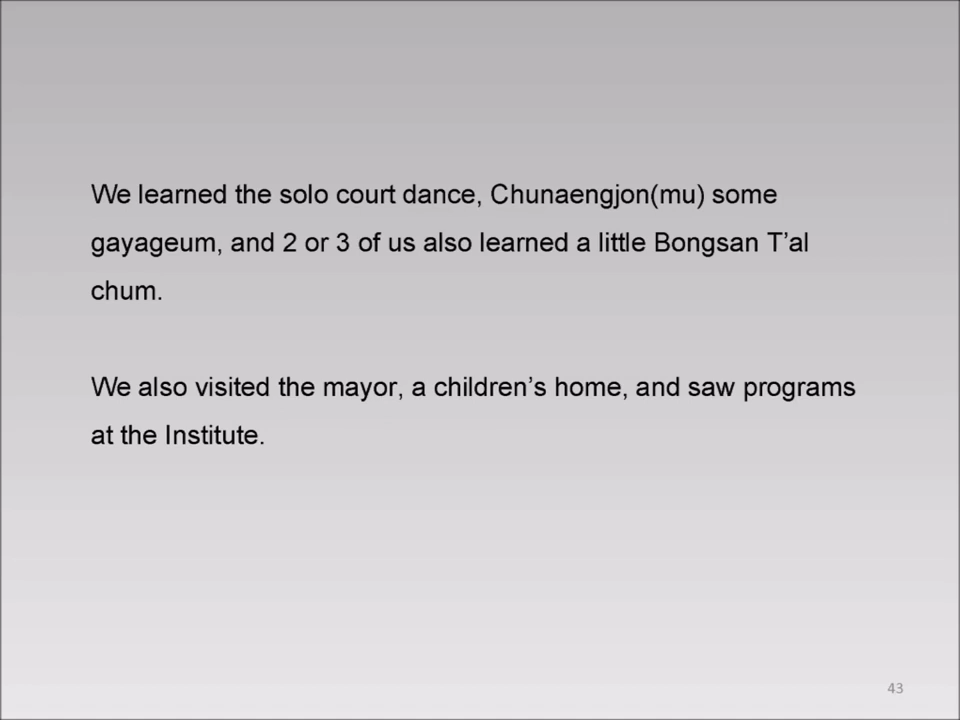 We learned the solo court dance, Chunaengjon(mu) some
gayageum, and 2 or 3 of us also learned a little Bongsan T’al
chum.
We also visited the mayor, a children’s home, and saw programs
at the Institute.
43